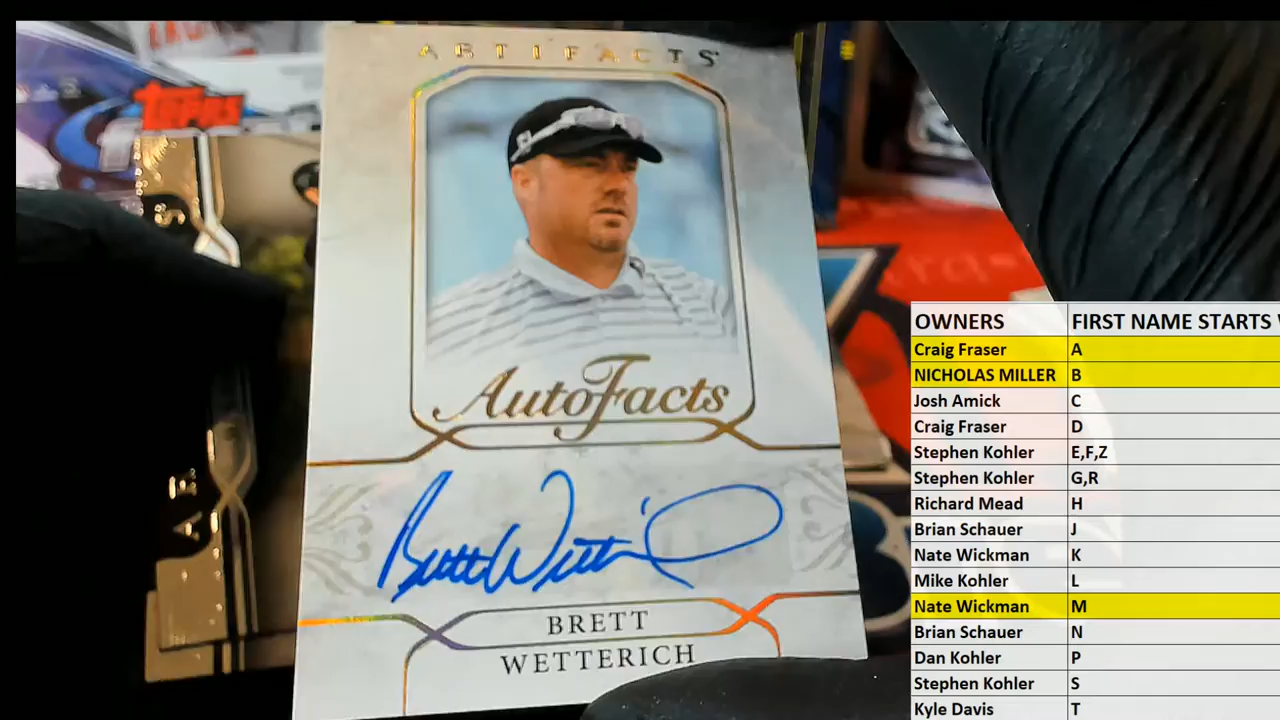 ARTIFACTS
TOPPS
AutoFacts
Brett Wetterich
BRETT
WETTERICH
OWNERS FIRST NAME STARTS
Craig Fraser A
NICHOLAS MILLER B
Josh Amick C
Craig Fraser D
Stephen Kohler E,F,Z
Stephen Kohler G,R
Richard Mead H
Brian Schauer J
Nate Wickman K
Mike Kohler L
Nate Wickman M
Brian Schauer N
Dan Kohler P
Stephen Kohler S
Kyle Davis T